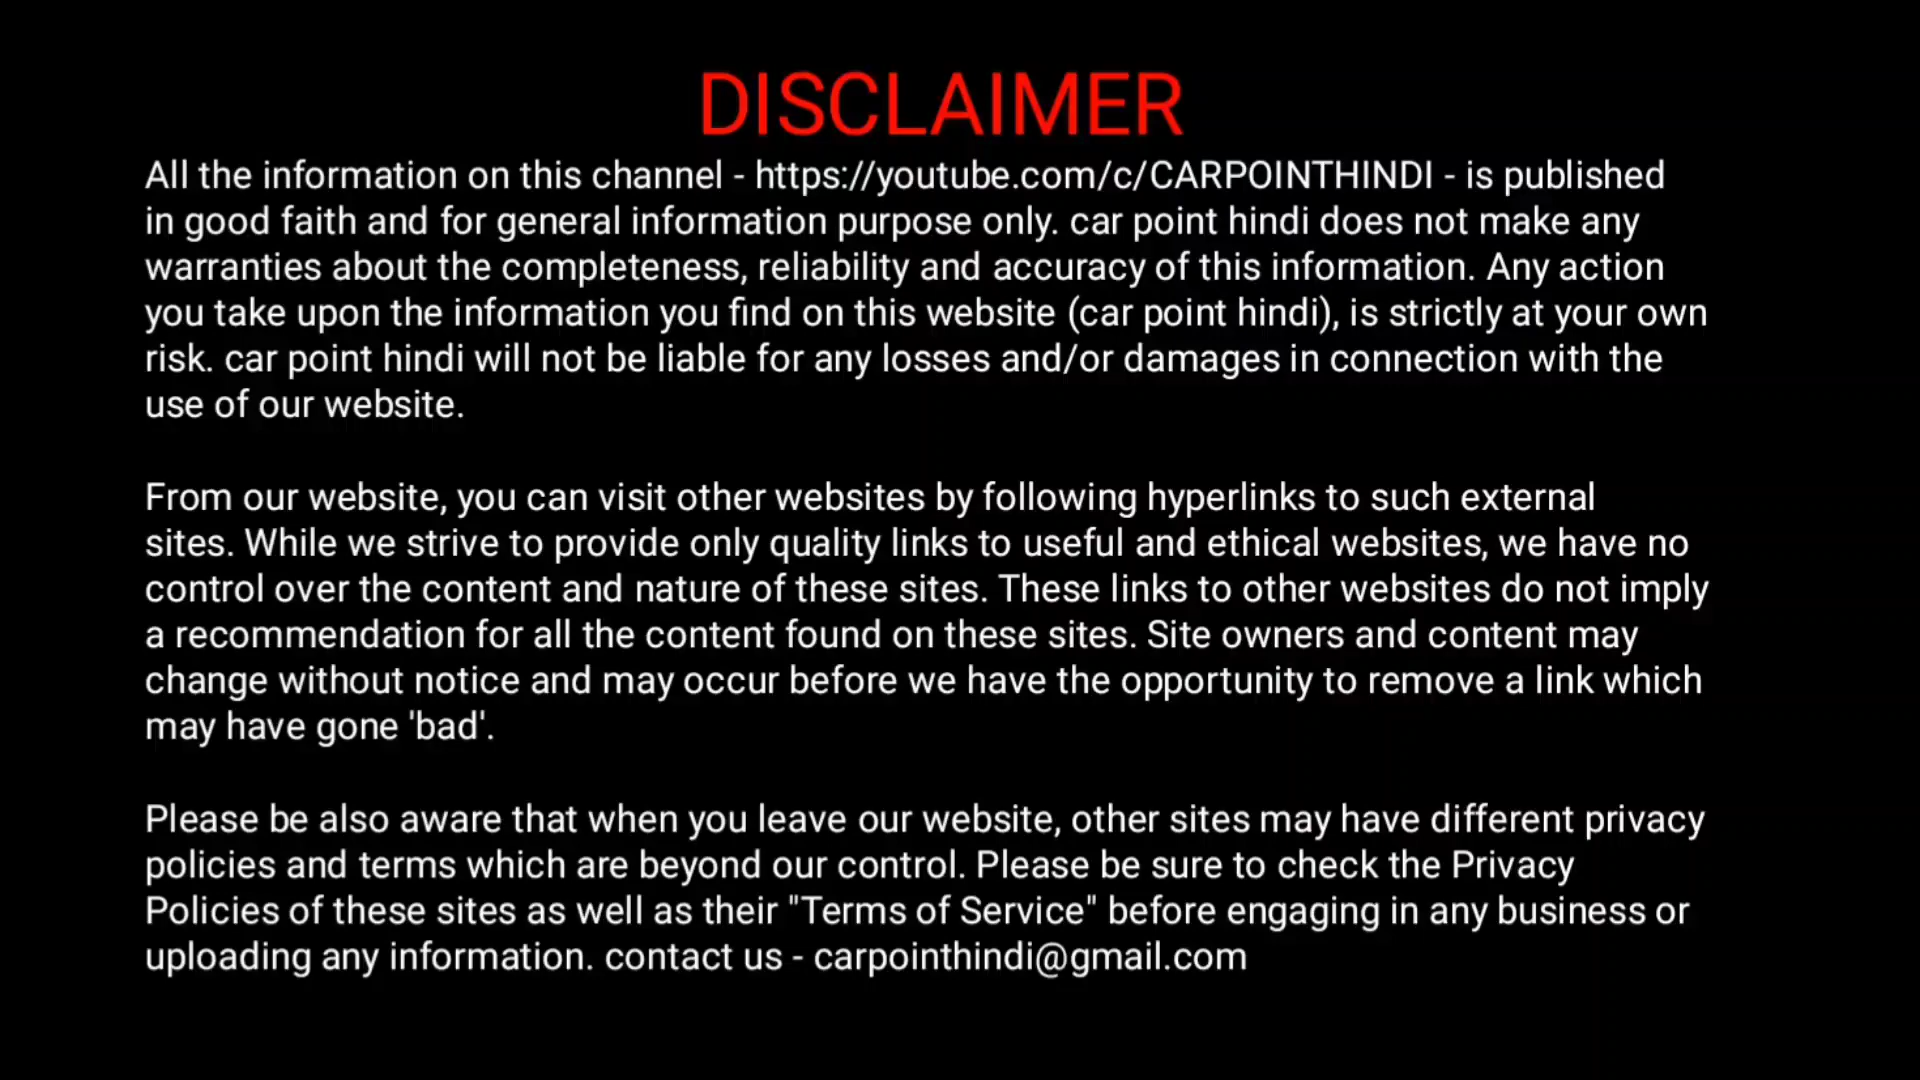 DISCLAIMER
All the information on this channel - https://youtube.com/c/CARPOINTHINDI - is published
in good faith and for general information purpose only. car point hindi does not make any
warranties about the completeness, reliability and accuracy of this information. Any action
you take upon the information you find on this website (car point hindi), is strictly at your own
risk. car point hindi will not be liable for any losses and/or damages in connection with the
use of our website.
From our website, you can visit other websites by following hyperlinks to such external
sites. While we strive to provide only quality links to useful and ethical websites, we have no
control over the content and nature of these sites. These links to other websites do not imply
a recommendation for all the content found on these sites. Site owners and content may
change without notice and may occur before we have the opportunity to remove a link which
may have gone 'bad'.
Please be also aware that when you leave our website, other sites may have different privacy
policies and terms which are beyond our control. Please be sure to check the Privacy
Policies of these sites as well as their "Terms of Service" before engaging in any business or
uploading any information. contact us - carpointhindi@gmail.com